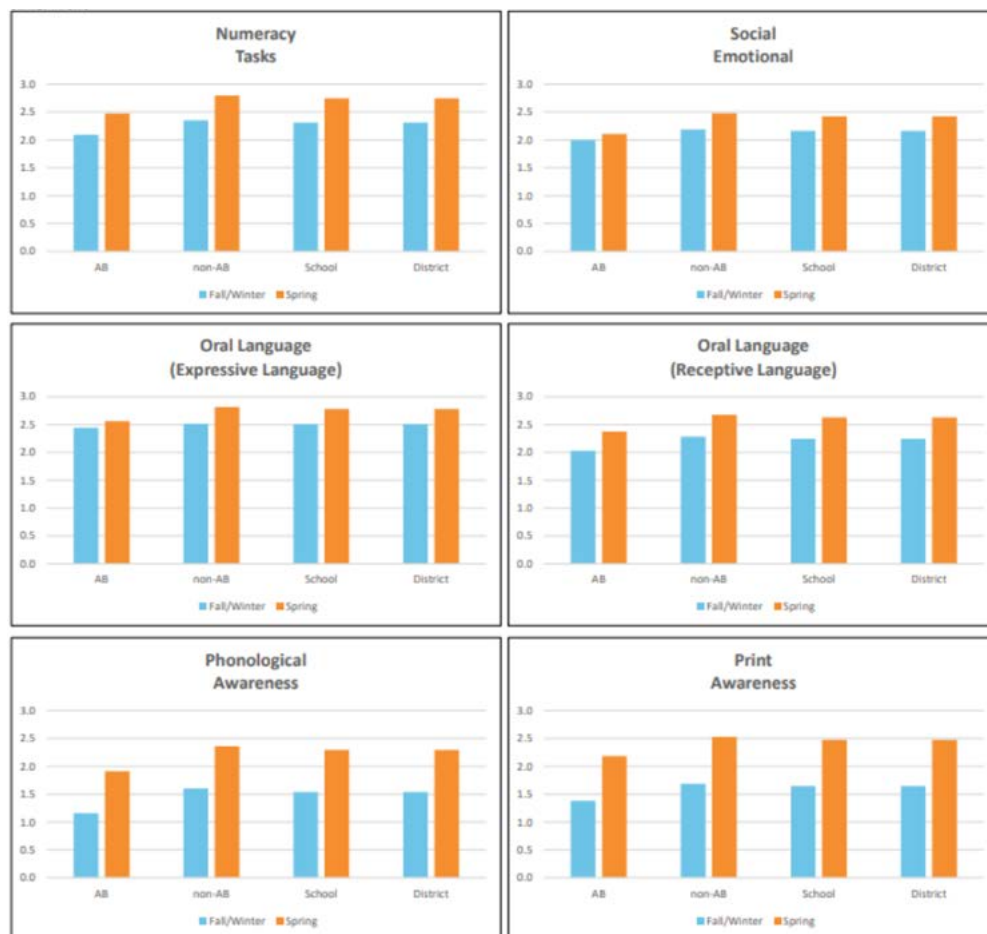 Numeracy
Tasks
3.0
2.5
2.0
1.5
1.0
0.5
0.0
AB non-AB School District
Fall/Winter Spring
Social
Emotional
3.0
2.5
2.0
1.5
1.0
0.5
0.0
AB non-AB School District
Fall/Winter Spring
Oral Language
(Expressive Language)
3.0
2.5
2.0
1.5
1.0
0.5
0.0
AB non-AB School District
Fall/Winter Spring
Oral Language
(Receptive Language)
3.0
2.5
2.0
1.5
1.0
0.5
0.0
AB non-AB School District
Fall/Winter Spring
Phonological
Awareness
3.0
2.5
2.0
1.5
1.0
0.5
0.0
AB non-AB School District
Fall/Winter Spring
Print
Awareness
3.0
2.5
2.0
1.5
1.0
0.5
0.0
AB non-AB School District
Fall/Winter Spring